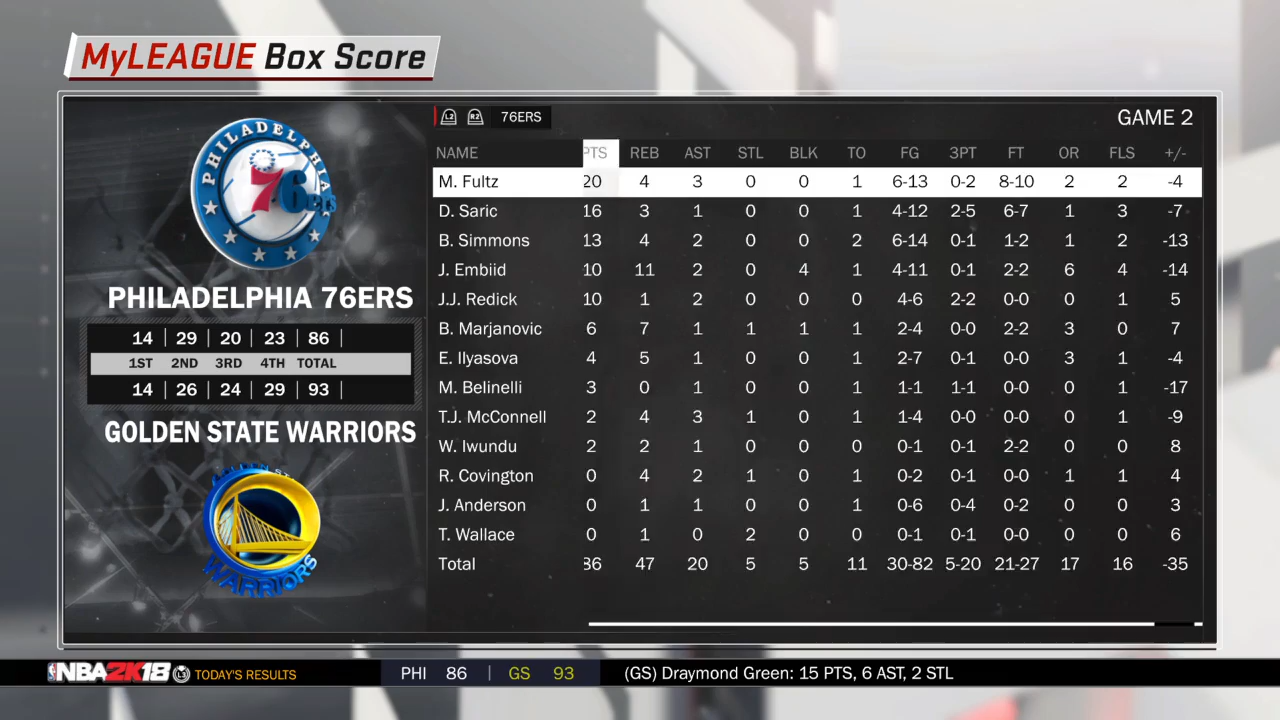 MyLEAGUE Box Score
L2 R2 76ERS GAME 2
NAME PTS REB AST STL BLK TO FG 3PT FT OR FLS +/-
M. Fultz 20 4 3 0 0 1 6-13 0-2 8-10 2 2 -4
D. Saric 16 3 1 0 0 1 4-12 2-5 6-7 1 3 -7
B. Simmons 13 4 2 0 0 2 6-14 0-1 1-2 1 2 -13
J. Embiid 10 11 2 0 4 1 4-11 0-1 2-2 6 4 -14
J.J. Redick 10 1 2 0 0 0 4-6 2-2 0-0 0 1 5
B. Marjanovic 6 7 1 1 1 1 2-4 0-0 2-2 3 0 7
E. Ilyasova 4 5 1 0 0 1 2-7 0-1 0-0 3 1 -4
M. Belinelli 3 0 1 0 0 1 1-1 1-1 0-0 0 1 -17
T.J. McConnell 2 4 3 1 0 1 1-4 0-0 0-0 0 1 -9
W. Iwundu 2 2 1 0 0 0 0-1 0-1 2-2 0 0 8
R. Covington 0 4 2 1 0 1 0-2 0-1 0-0 1 1 4
J. Anderson 0 1 1 0 0 1 0-6 0-4 0-2 0 0 3
T. Wallace 0 1 0 2 0 0 0-1 0-1 0-0 0 0 6
Total 86 47 20 5 5 11 30-82 5-20 21-27 17 16 -35
PHILADELPHIA
76ers
PHILADELPHIA 76ERS
14 29 20 23 86
1ST 2ND 3RD 4TH TOTAL
14 26 24 29 93
GOLDEN STATE WARRIORS
WARRIORS
NBA 2K18 TODAY'S RESULTS PHI 86 GS 93 (GS) Draymond Green: 15 PTS, 6 AST, 2 STL